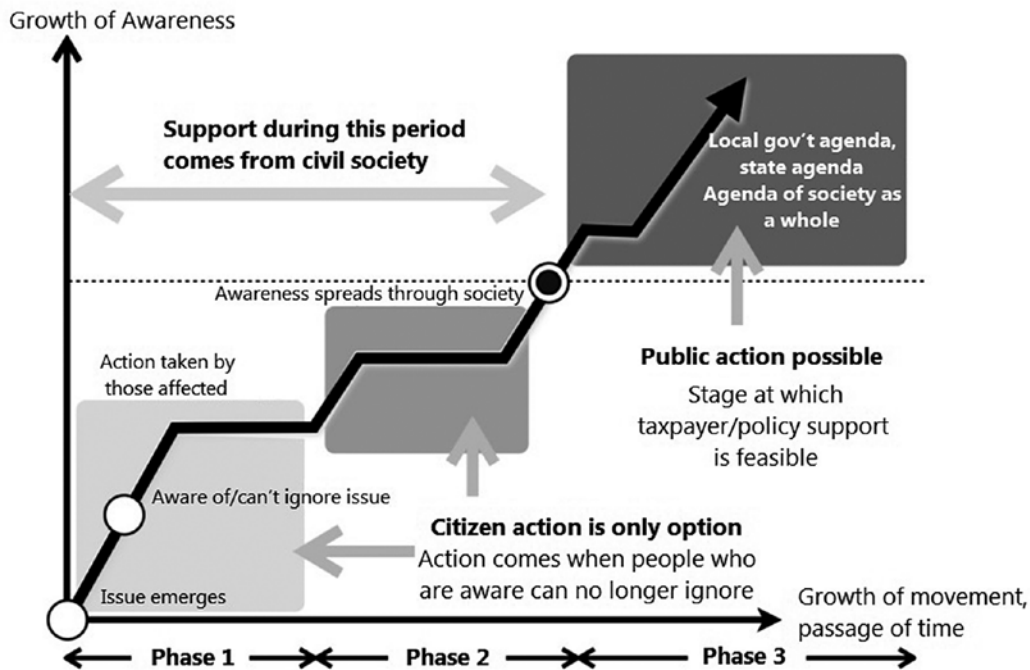 Growth of Awareness
Support during this period
comes from civil society
Local gov't agenda,
state agenda
Agenda of society as
a whole
Awareness spreads through society
Action taken by
those affected
Public action possible
Stage at which
taxpayer/policy support
is feasible
Aware of/can't ignore issue
Citizen action is only option
Action comes when people who
are aware can no longer ignore
Issue emerges
Growth of movement,
passage of time
Phase 1
Phase 2
Phase 3